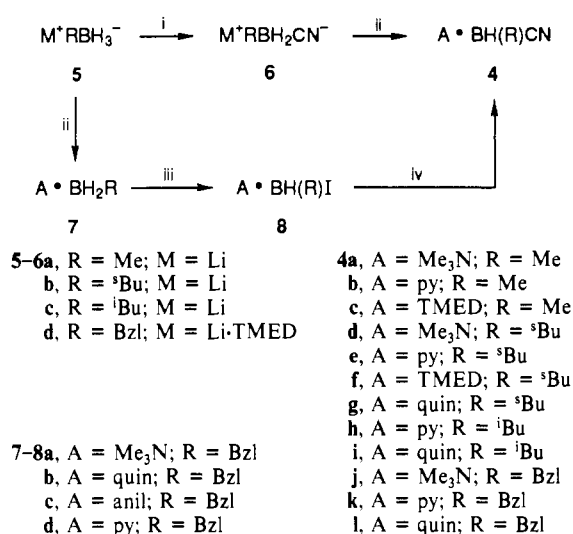 M⁺RBH₃⁻ i M⁺RBH₂CN⁻ ii A • BH(R)CN
5 6 4
ii
A • BH₂R iii A • BH(R)I iv
7 8
5–6a, R = Me; M = Li
b, R = ˢBu; M = Li
c, R = ⁱBu; M = Li
d, R = Bzl; M = Li·TMED
7–8a, A = Me₃N; R = Bzl
b, A = quin; R = Bzl
c, A = anil; R = Bzl
d, A = py; R = Bzl
4a, A = Me₃N; R = Me
b, A = py; R = Me
c, A = TMED; R = Me
d, A = Me₃N; R = ˢBu
e, A = py; R = ˢBu
f, A = TMED; R = ˢBu
g, A = quin; R = ˢBu
h, A = py; R = ⁱBu
i, A = quin; R = ⁱBu
j, A = Me₃N; R = Bzl
k, A = py; R = Bzl
l, A = quin; R = Bzl